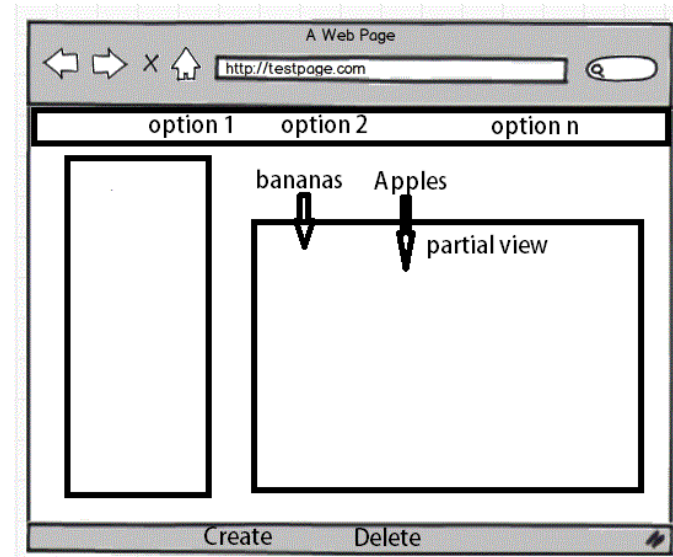 A Web Page
http://testpage.com
option 1 option 2 option n
bananas Apples
partial view
Create Delete